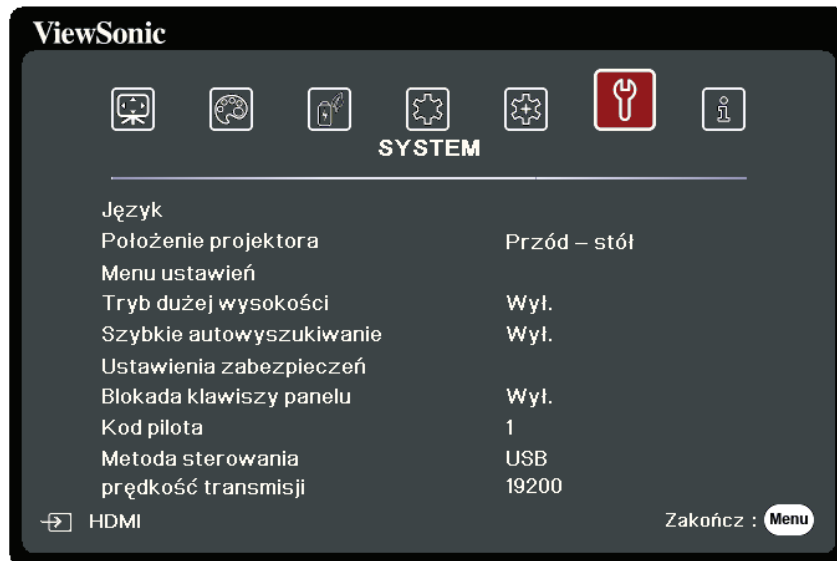 ViewSonic
SYSTEM
Język
Położenie projektora Przód – stół
Menu ustawień
Tryb dużej wysokości Wył.
Szybkie autowyszukiwanie Wył.
Ustawienia zabezpieczeń
Blokada klawiszy panelu Wył.
Kod pilota 1
Metoda sterowania USB
prędkość transmisji 19200
HDMI Zakończ : Menu